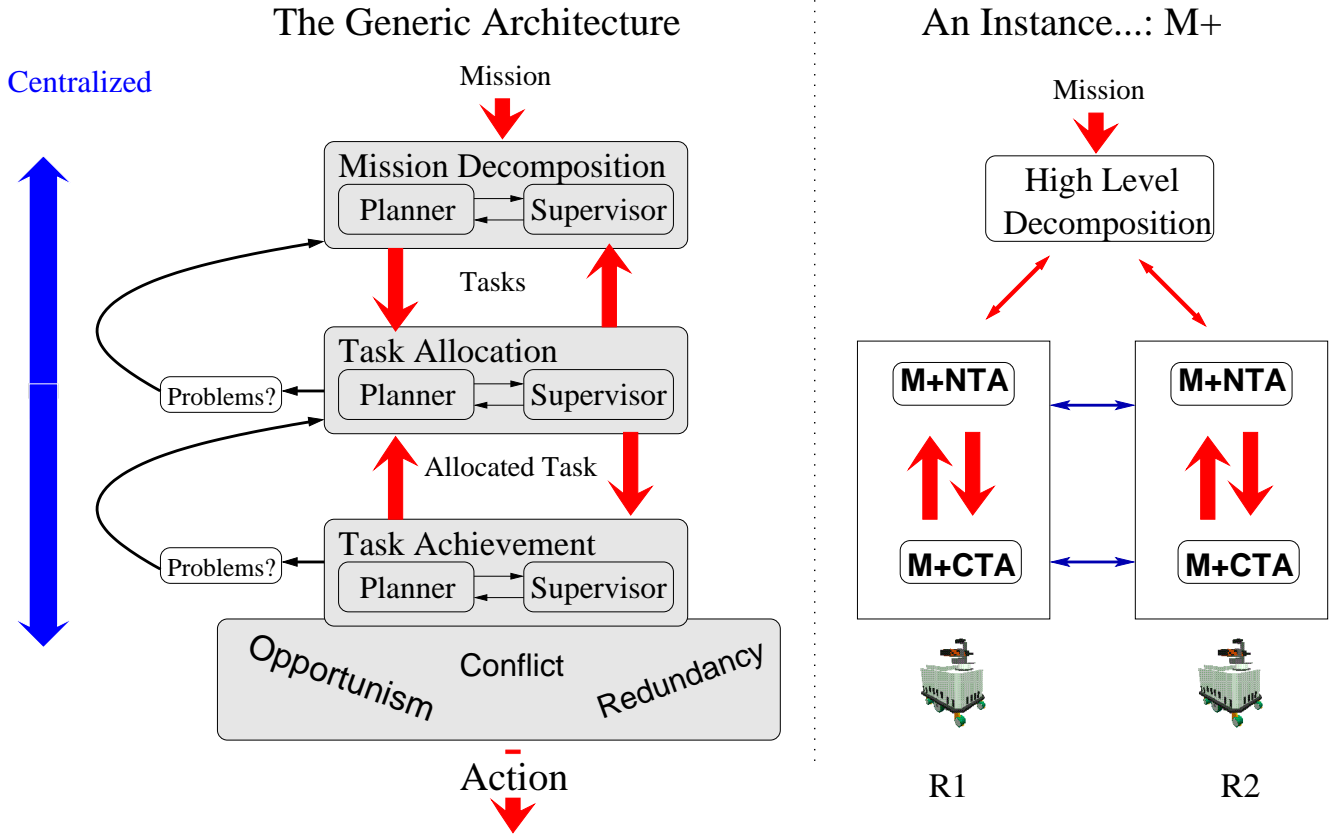 The Generic Architecture
Centralized
Mission
Mission Decomposition
Planner
Supervisor
Tasks
Task Allocation
Planner
Supervisor
Problems?
Allocated Task
Task Achievement
Planner
Supervisor
Problems?
Opportunism
Conflict
Redundancy
Action
An Instance...: M+
Mission
High Level
Decomposition
M+NTA
M+NTA
M+CTA
M+CTA
R1
R2